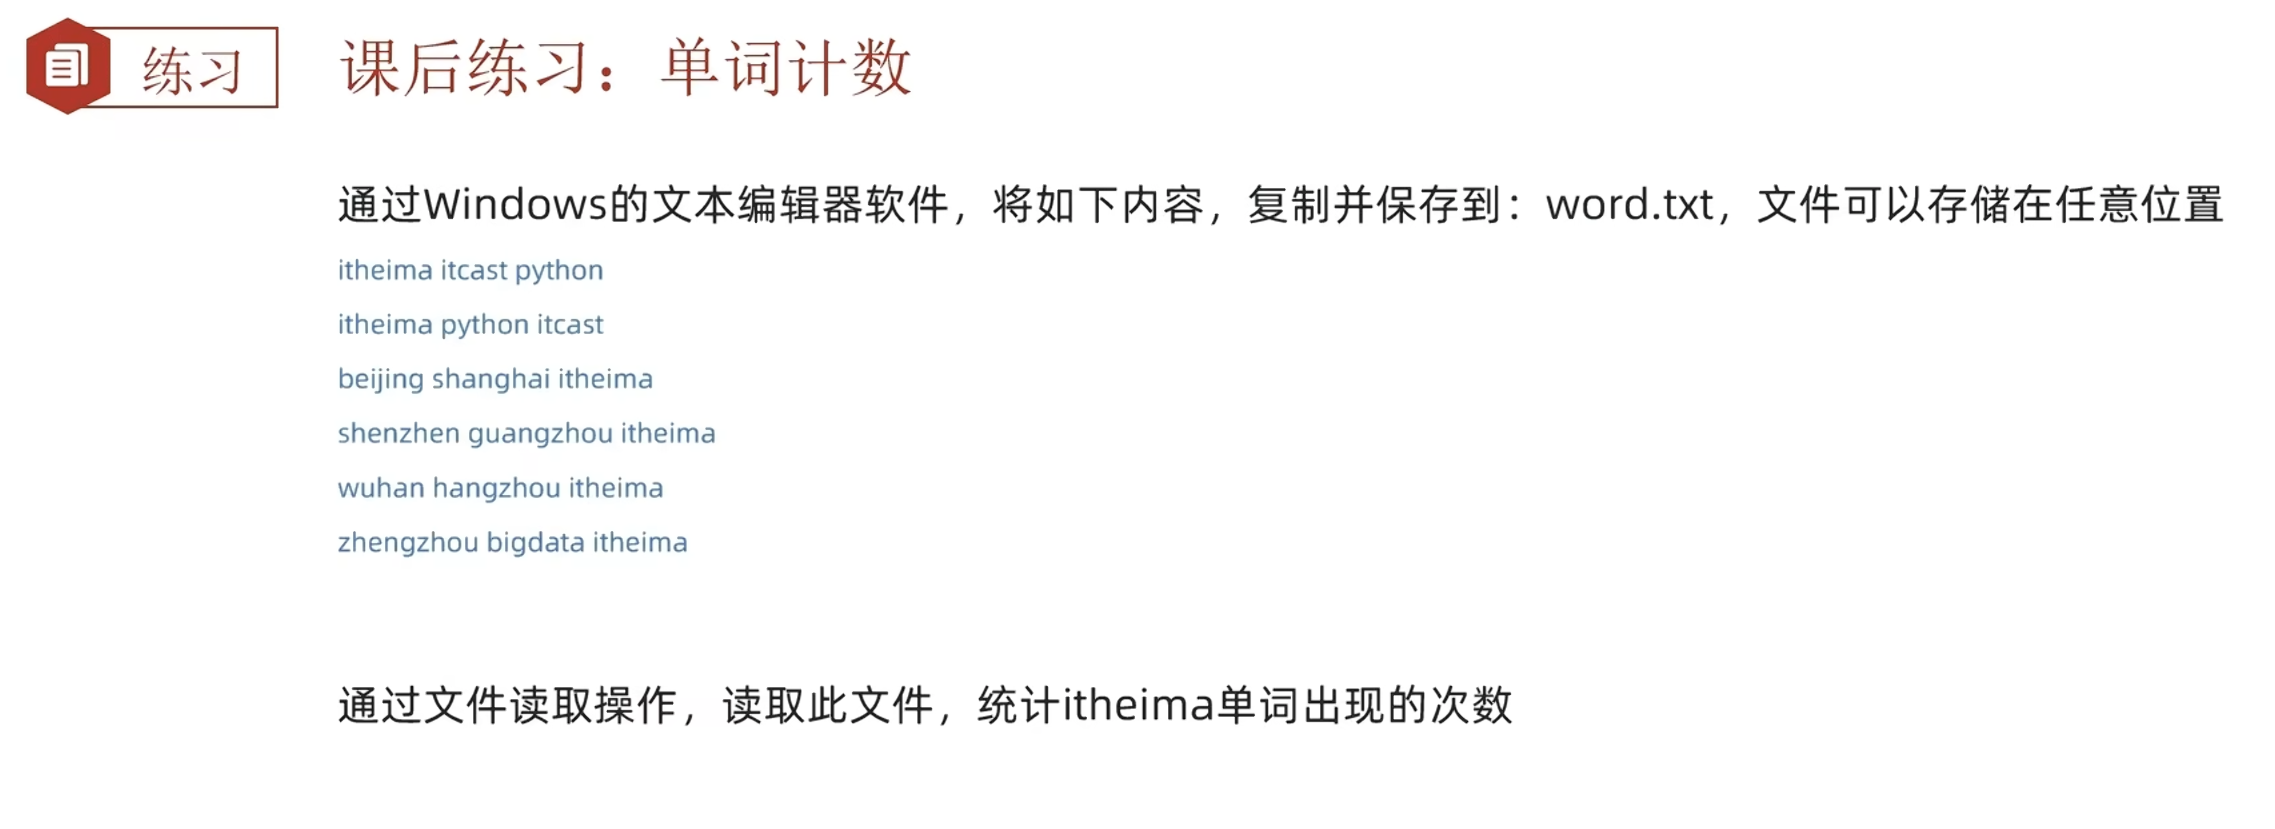 练习
课后练习：单词计数
通过Windows的文本编辑器软件，将如下内容，复制并保存到：word.txt，文件可以存储在任意位置
itheima itcast python
itheima python itcast
beijing shanghai itheima
shenzhen guangzhou itheima
wuhan hangzhou itheima
zhengzhou bigdata itheima
通过文件读取操作，读取此文件，统计itheima单词出现的次数